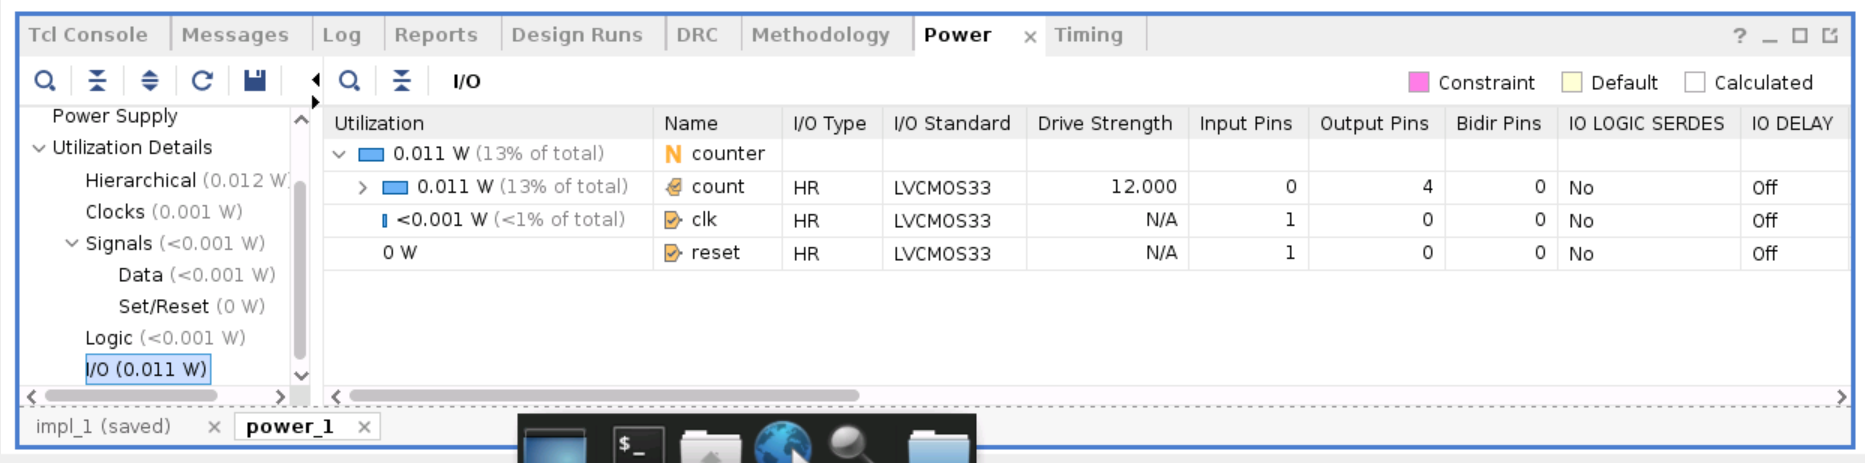 Tcl Console Messages Log Reports Design Runs DRC Methodology Power × Timing ? _
I/O Constraint Default Calculated
Power Supply
Utilization Details
Hierarchical (0.012 W)
Clocks (0.001 W)
Signals (<0.001 W)
Data (<0.001 W)
Set/Reset (0 W)
Logic (<0.001 W)
I/O (0.011 W)
Utilization Name I/O Type I/O Standard Drive Strength Input Pins Output Pins Bidir Pins IO LOGIC SERDES IO DELAY
0.011 W (13% of total) N counter
0.011 W (13% of total) count HR LVCMOS33 12.000 0 4 0 No Off
<0.001 W (<1% of total) clk HR LVCMOS33 N/A 1 0 0 No Off
0 W reset HR LVCMOS33 N/A 1 0 0 No Off
impl_1 (saved) × power_1 ×
$_